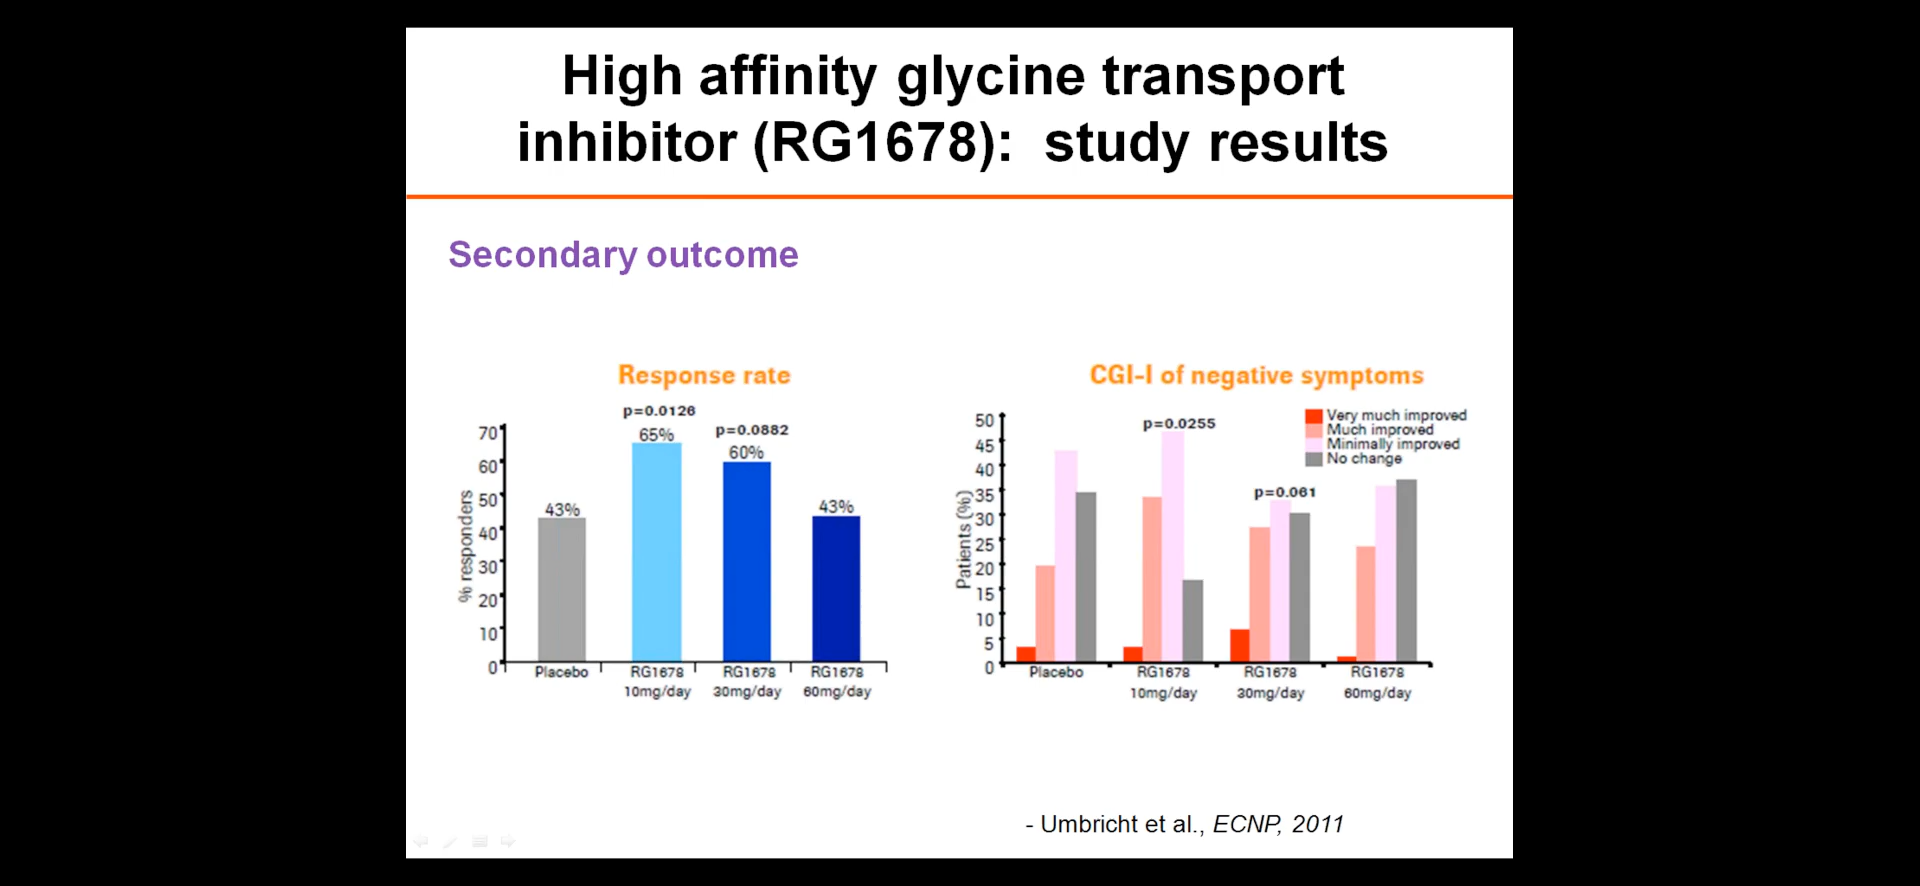 High affinity glycine transport
inhibitor (RG1678): study results
Secondary outcome
Response rate
p=0.0126
65%
p=0.0882
60%
43%
43%
% responders
70
60
50
40
30
20
10
0
Placebo
RG1678
10mg/day
RG1678
30mg/day
RG1678
60mg/day
CGI-I of negative symptoms
Very much improved
Much improved
Minimally improved
No change
p=0.0255
p=0.061
Patients (%)
50
45
40
35
30
25
20
15
10
5
0
Placebo
RG1678
10mg/day
RG1678
30mg/day
RG1678
60mg/day
- Umbricht et al., ECNP, 2011